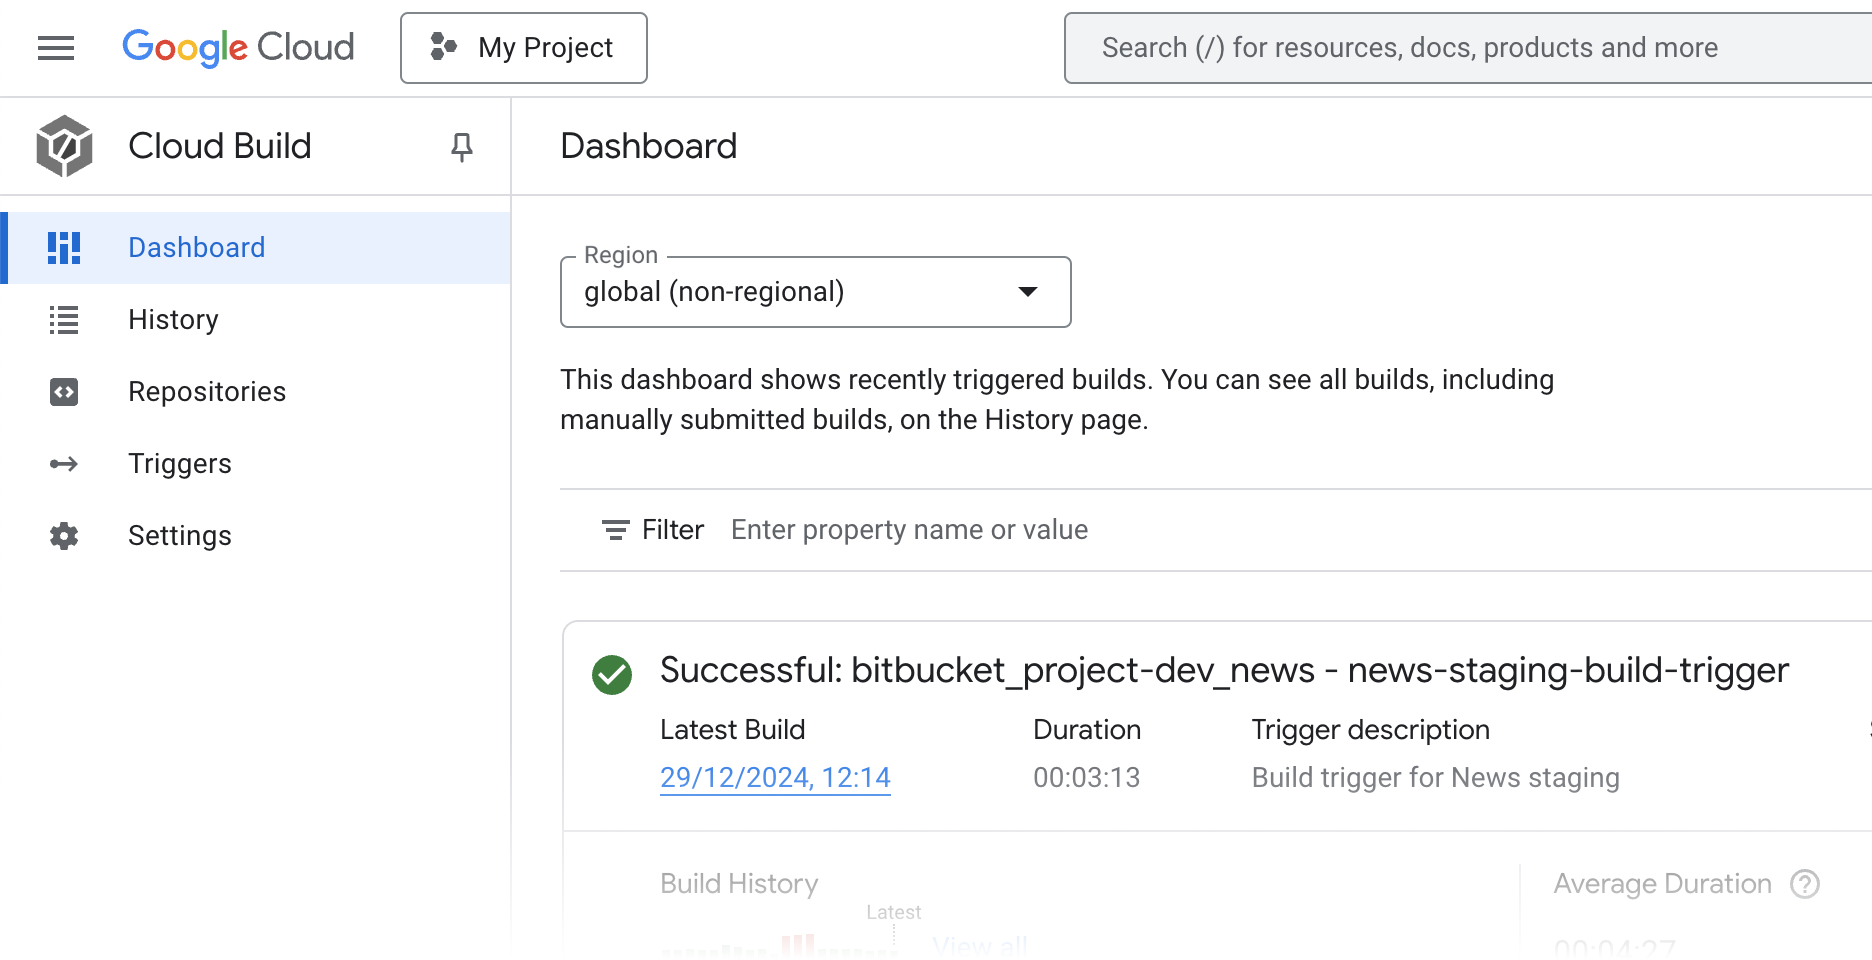 Google Cloud
My Project
Search (/) for resources, docs, products and more
Cloud Build
Dashboard
Dashboard
History
Repositories
Triggers
Settings
Region
global (non-regional)
This dashboard shows recently triggered builds. You can see all builds, including
manually submitted builds, on the History page.
Filter Enter property name or value
Successful: bitbucket_project-dev_news - news-staging-build-trigger
Latest Build Duration Trigger description
29/12/2024, 12:14 00:03:13 Build trigger for News staging
Build History Average Duration
Latest
View all 00:04:27